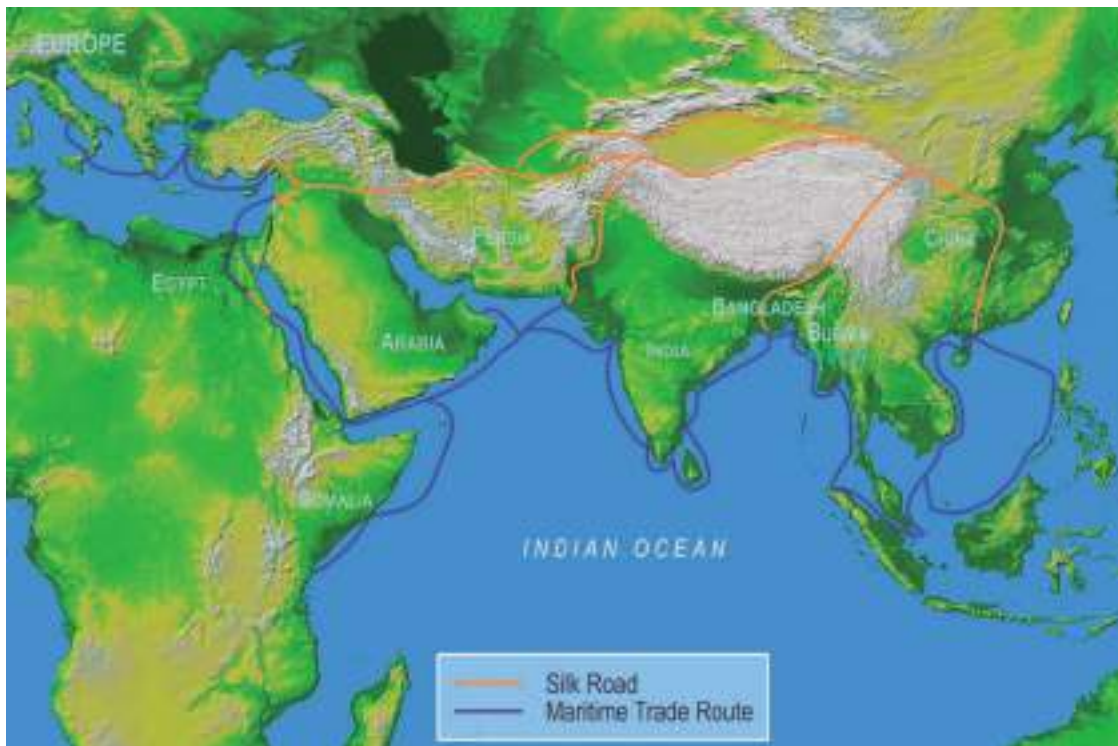 EUROPE
CHINA
PERSIA
EGYPT
BANGLADESH
BURMA
ARABIA
INDIA
SOMALIA
INDIAN OCEAN
Silk Road
Maritime Trade Route